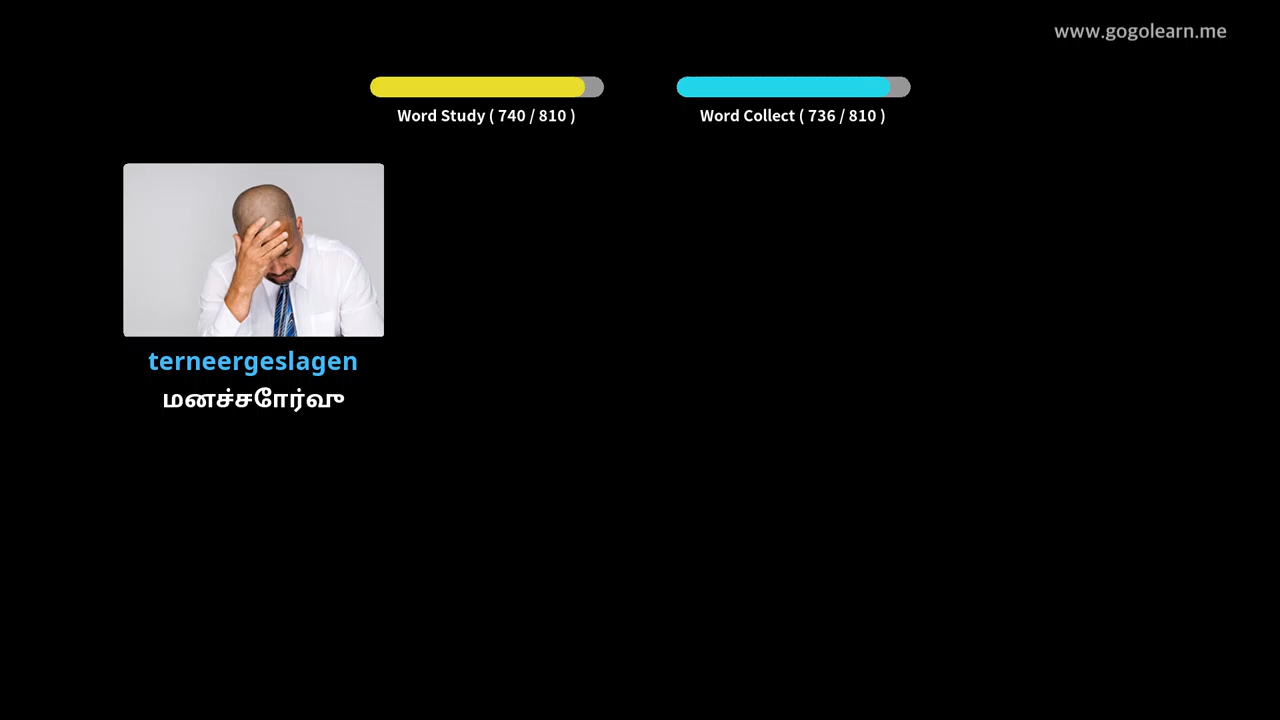 www.gogolearn.me
Word Study ( 740 / 810 )
Word Collect ( 736 / 810 )
terneergeslagen
மனச்சோர்வு